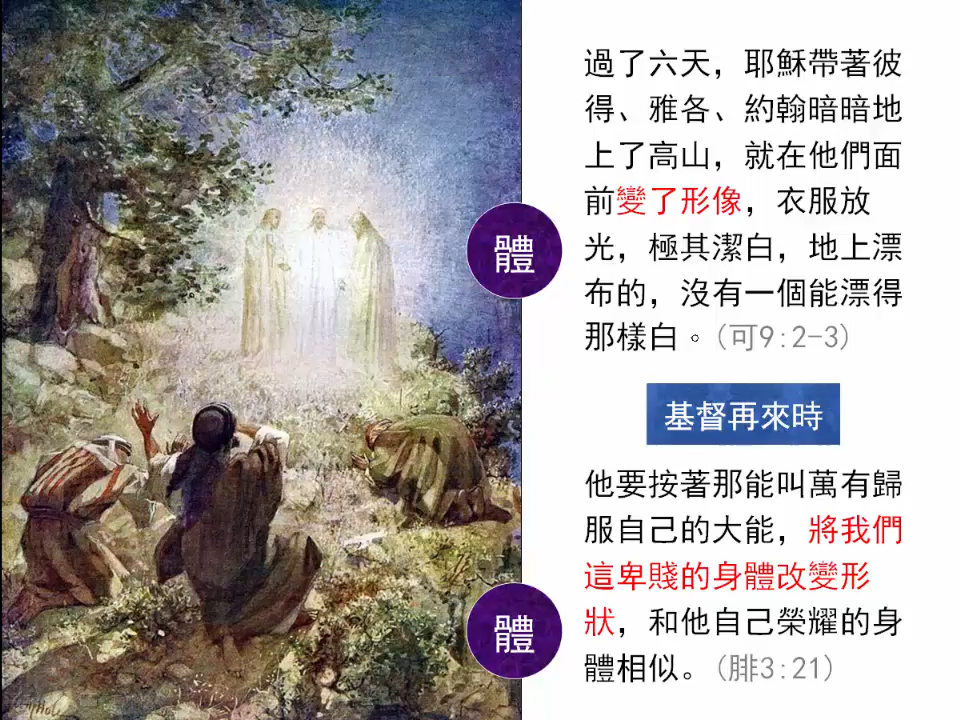 過了六天，耶穌帶著彼
得、雅各、約翰暗暗地
上了高山，就在他們面
前變了形像，衣服放
光，極其潔白，地上漂
布的，沒有一個能漂得
那樣白。(可9:2-3)
體
基督再來時
他要按著那能叫萬有歸
服自己的大能，將我們
這卑賤的身體改變形
狀，和他自己榮耀的身
體相似。(腓3:21)
體